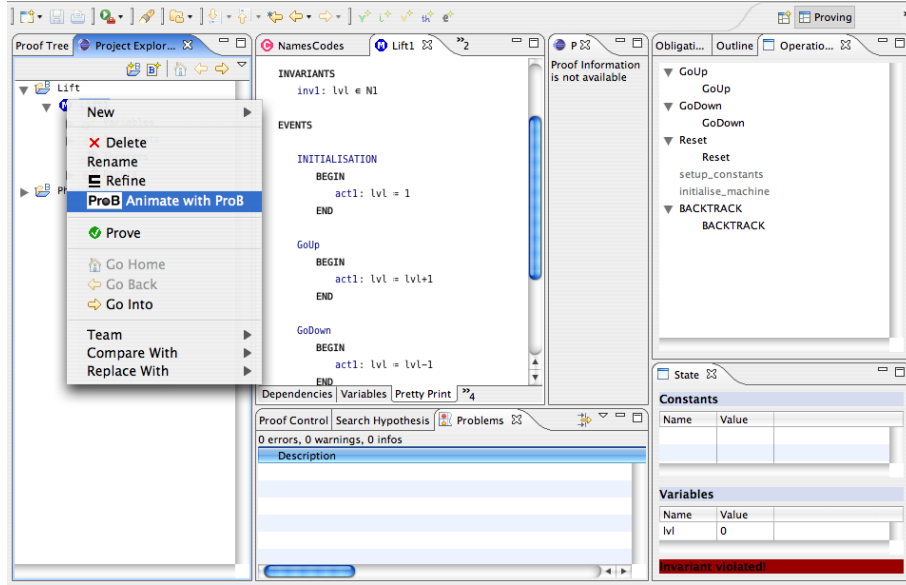 Proving
Proof Tree
Project Explor...
Lift
New
Delete
Rename
Refine
ProB Animate with ProB
Prove
Go Home
Go Back
Go Into
Team
Compare With
Replace With
NamesCodes
Lift1
»2
INVARIANTS
inv1: lvl ∈ N1
EVENTS
INITIALISATION
BEGIN
act1: lvl ≔ 1
END
GoUp
BEGIN
act1: lvl ≔ lvl+1
END
GoDown
BEGIN
act1: lvl ≔ lvl-1
END
Dependencies
Variables
Pretty Print
»4
P
Proof Information
is not available
Obligati...
Outline
Operatio...
GoUp
GoUp
GoDown
GoDown
Reset
Reset
setup_constants
initialise_machine
BACKTRACK
BACKTRACK
Proof Control
Search Hypothesis
Problems
0 errors, 0 warnings, 0 infos
Description
State
Constants
Name Value
Variables
Name Value
lvl 0
Invariant violated!